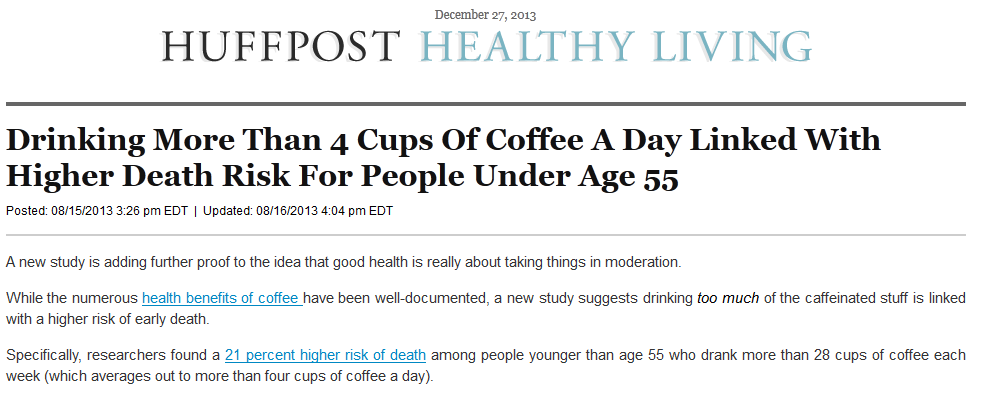 December 27, 2013
HUFFPOST HEALTHY LIVING
Drinking More Than 4 Cups Of Coffee A Day Linked With
Higher Death Risk For People Under Age 55
Posted: 08/15/2013 3:26 pm EDT | Updated: 08/16/2013 4:04 pm EDT
A new study is adding further proof to the idea that good health is really about taking things in moderation.
While the numerous health benefits of coffee have been well-documented, a new study suggests drinking too much of the caffeinated stuff is linked
with a higher risk of early death.
Specifically, researchers found a 21 percent higher risk of death among people younger than age 55 who drank more than 28 cups of coffee each
week (which averages out to more than four cups of coffee a day).